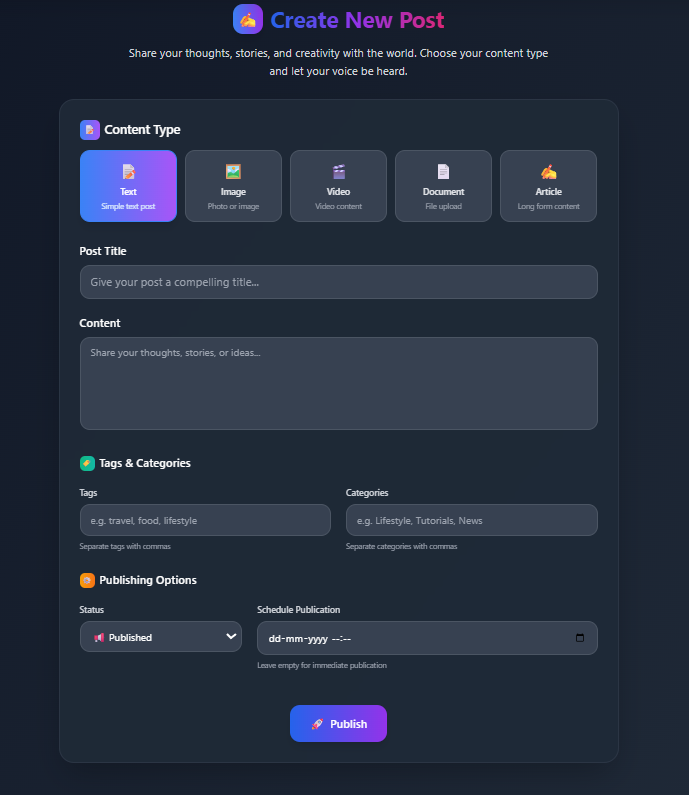 Create New Post
Share your thoughts, stories, and creativity with the world. Choose your content type
and let your voice be heard.
Content Type
Text
Simple text post
Image
Photo or image
Video
Video content
Document
File upload
Article
Long form content
Post Title
Give your post a compelling title...
Content
Share your thoughts, stories, or ideas...
Tags & Categories
Tags
Categories
e.g. travel, food, lifestyle
e.g. Lifestyle, Tutorials, News
Separate tags with commas
Separate categories with commas
Publishing Options
Status
Schedule Publication
Published
dd-mm-yyyy --:--
Leave empty for immediate publication
Publish